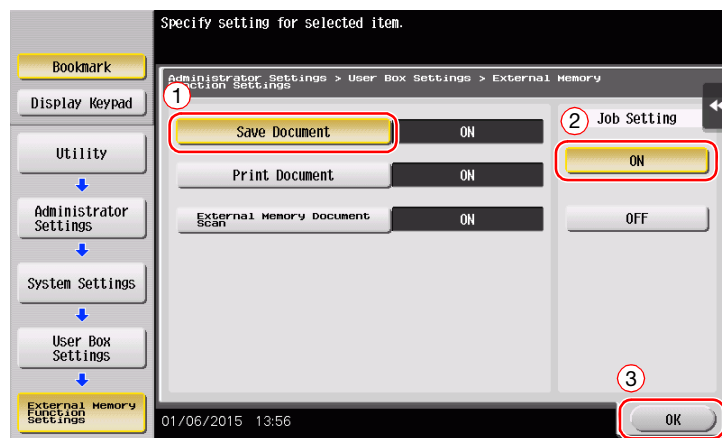 Specify setting for selected item.
Bookmark
Display Keypad
Utility
Administrator
Settings
System Settings
User Box
Settings
External Memory
Function
Settings
Administrator Settings > User Box Settings > External Memory
Function Settings
1
Save Document
ON
Print Document
ON
External Memory Document
Scan
ON
2
Job Setting
ON
OFF
3
01/06/2015 13:56
OK